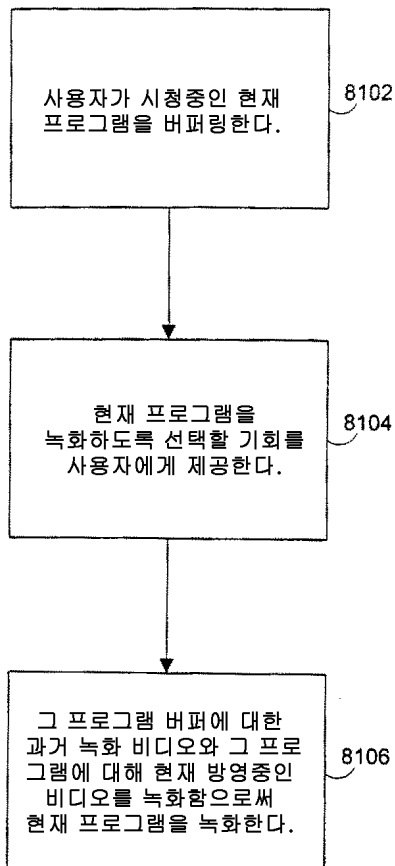 사용자가 시청중인 현재
프로그램을 버퍼링한다.
8102
현재 프로그램을
녹화하도록 선택할 기회를
사용자에게 제공한다.
8104
그 프로그램 버퍼에 대한
과거 녹화 비디오와 그 프로
그램에 대해 현재 방영중인
비디오를 녹화함으로써
현재 프로그램을 녹화한다.
8106